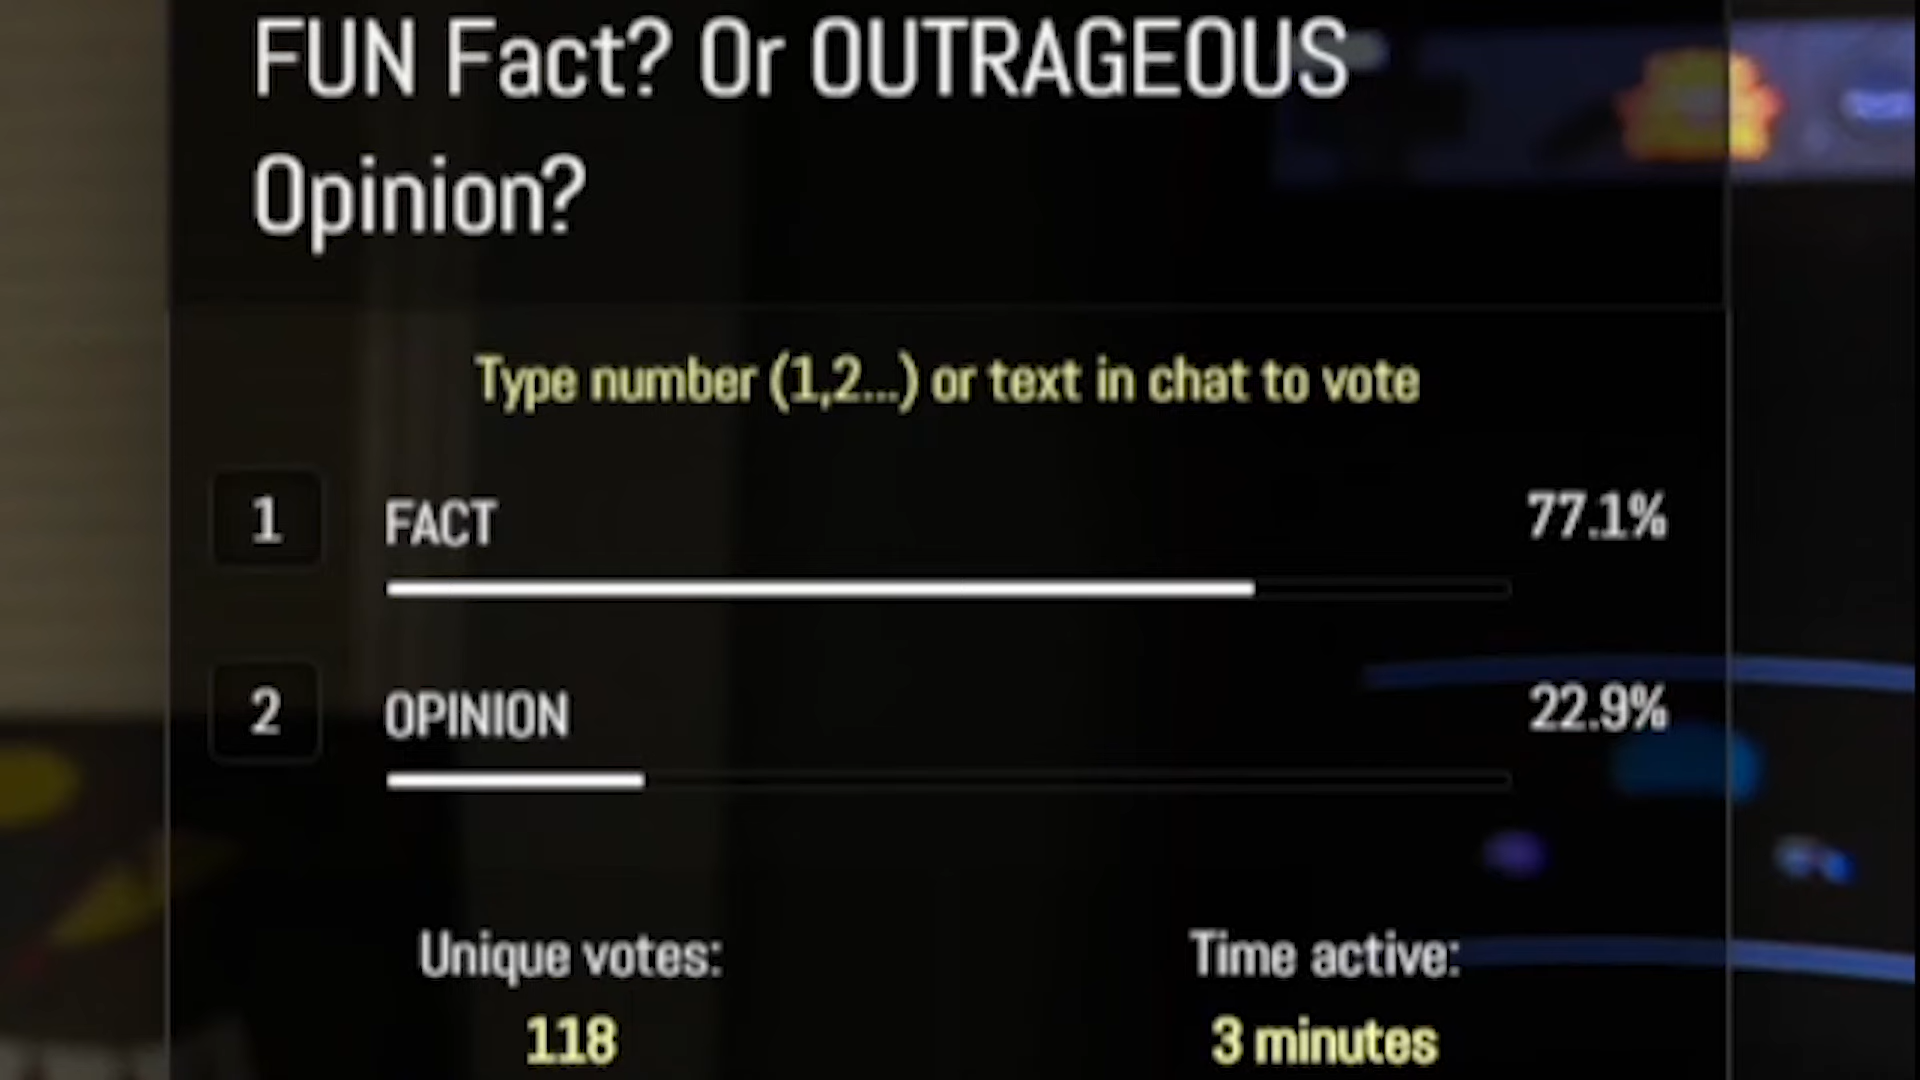 FUN Fact? Or OUTRAGEOUS
Opinion?
Type number (1,2...) or text in chat to vote
1 FACT 77.1%
2 OPINION 22.9%
Unique votes: Time active:
118 3 minutes